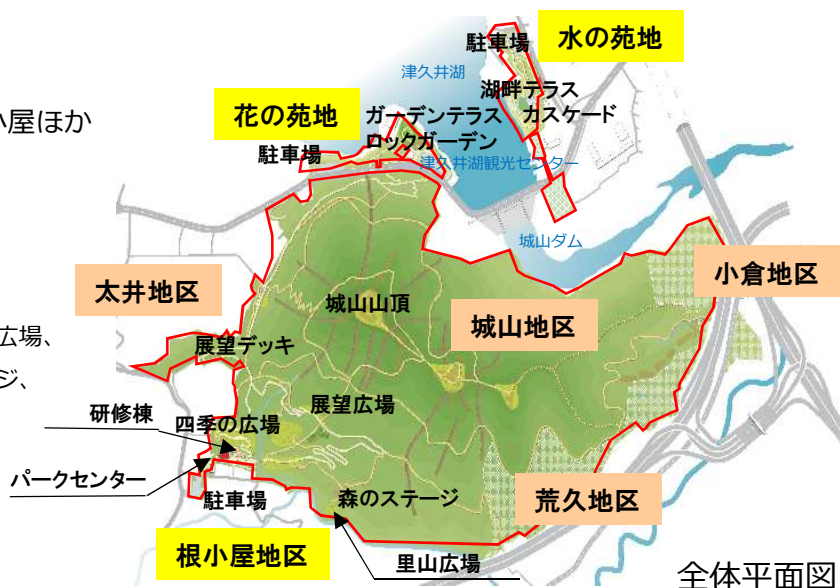 駐車場
水の苑地
津久井湖
小屋ほか
花の苑地
ガーデンテラス
湖畔テラス
カスケード
駐車場
ロックガーデン
津久井湖観光センター
城山ダム
太井地区
小倉地区
城山山頂
城山地区
広場、
展望デッキ
ジ、
研修棟
四季の広場
展望広場
パークセンター
駐車場
森のステージ
荒久地区
根小屋地区
里山広場
全体平面図